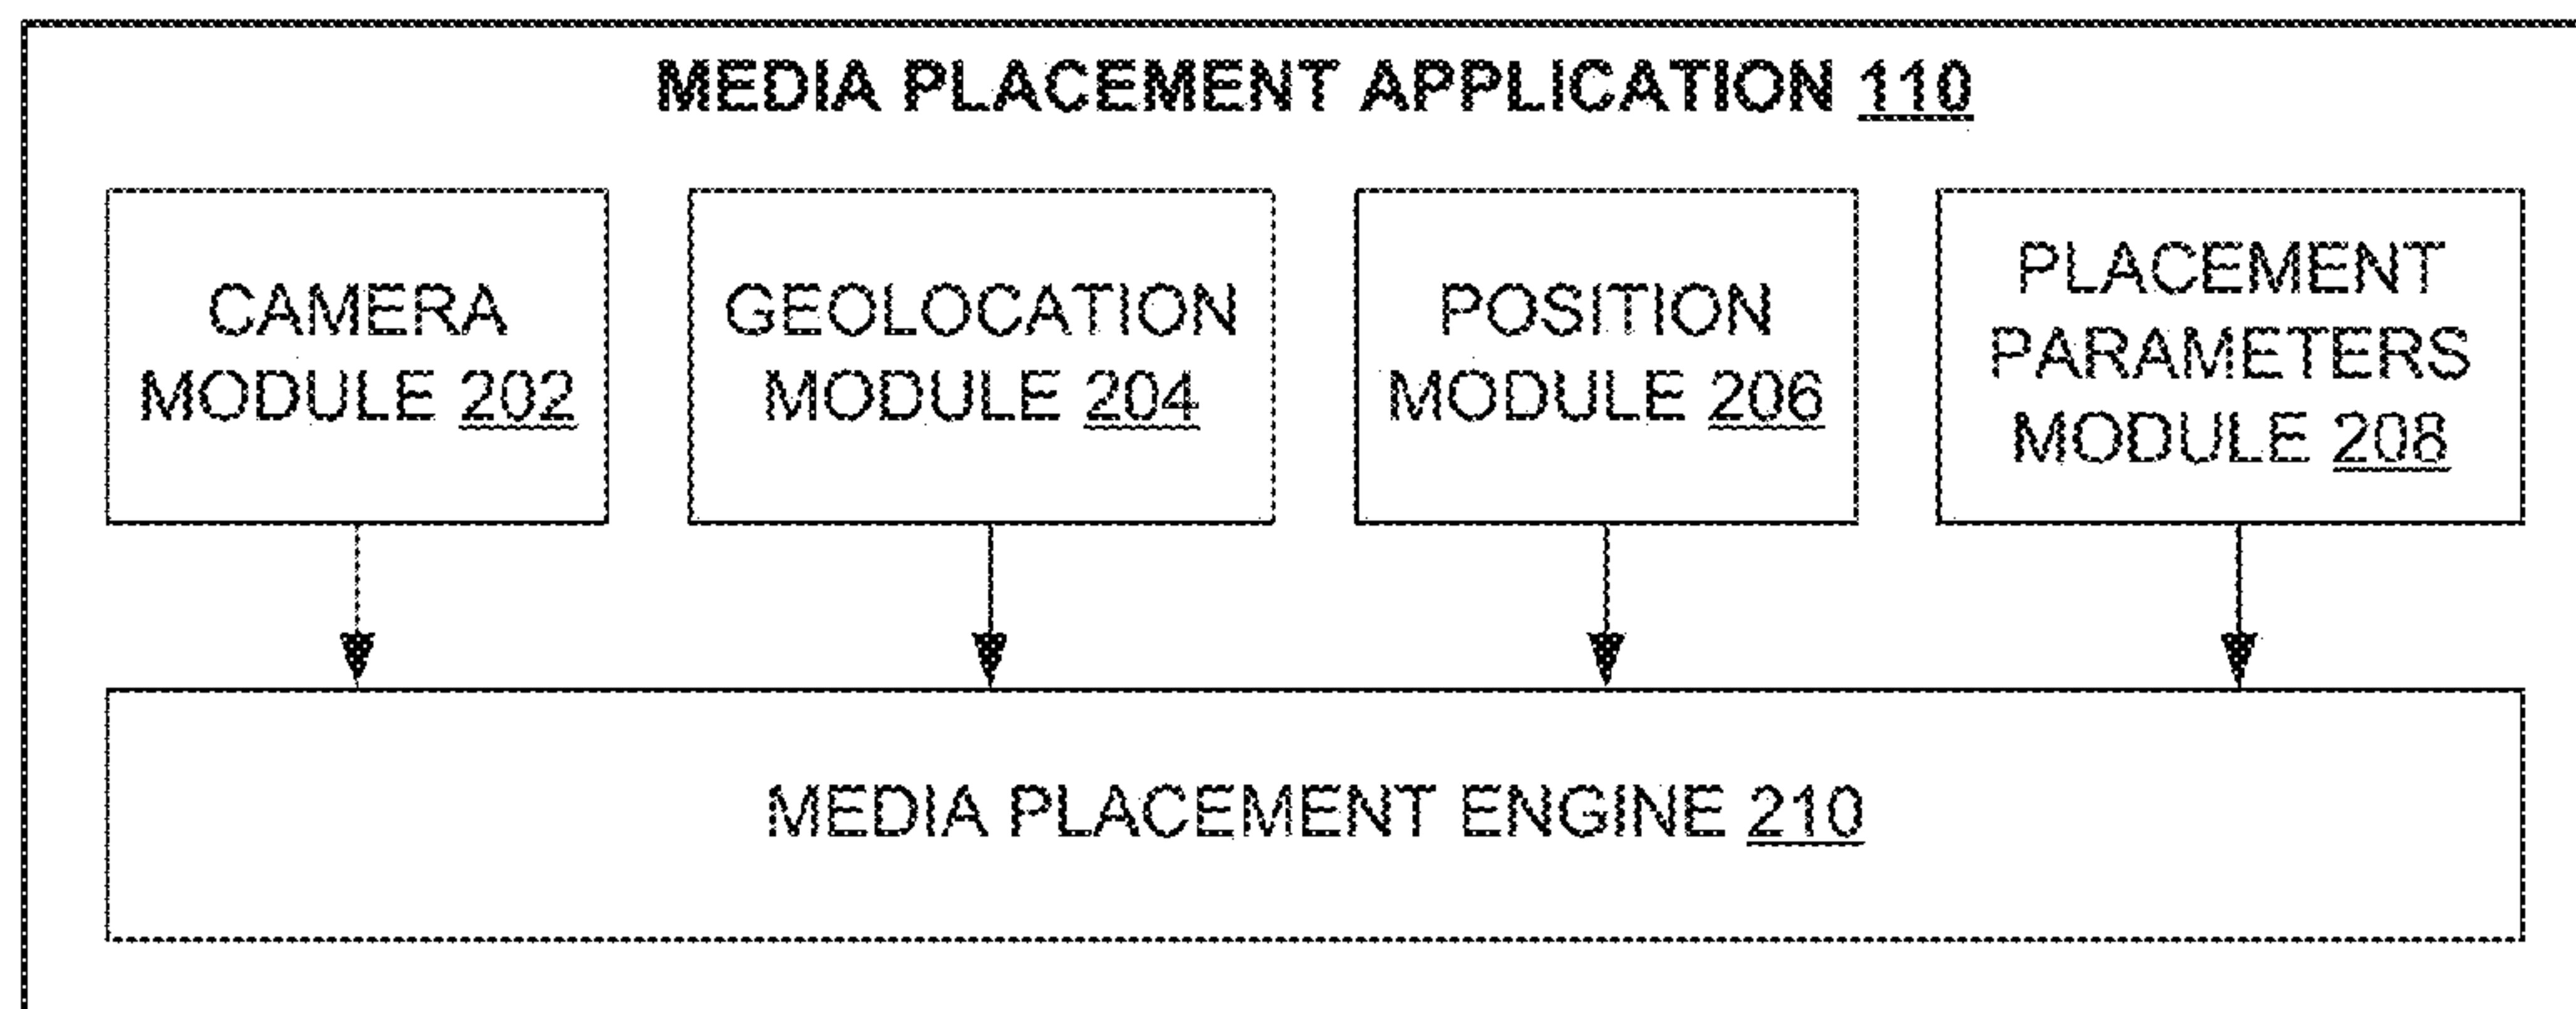 MEDIA PLACEMENT APPLICATION 110
CAMERA
MODULE 202
GEOLOCATION
MODULE 204
POSITION
MODULE 206
PLACEMENT
PARAMETERS
MODULE 208
MEDIA PLACEMENT ENGINE 210